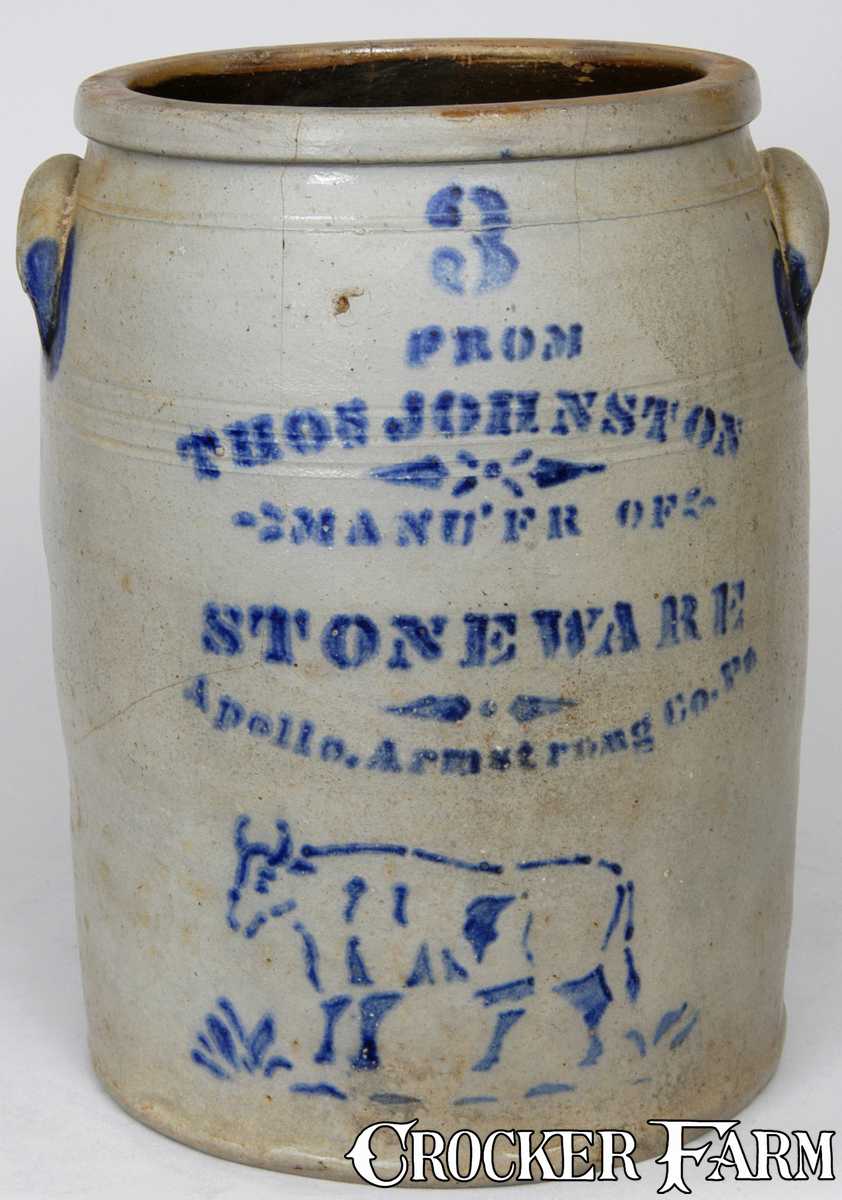 3
FROM
THOS JOHNSTON
MANU'FR OF
STONEWARE
Apollo. Armstrong Co. Pa
CROCKER FARM